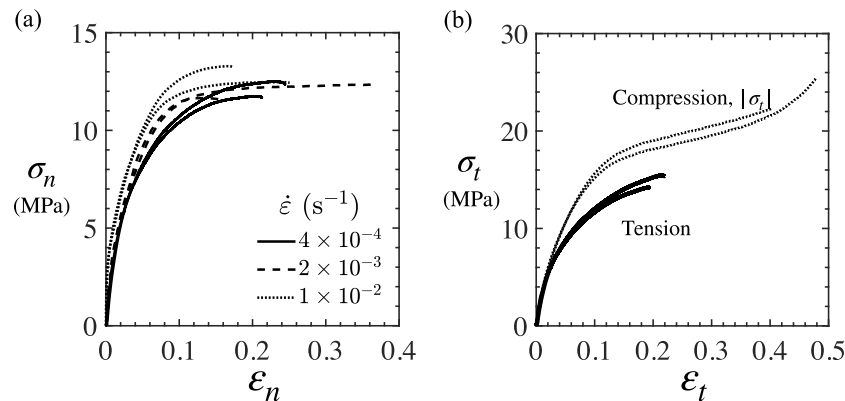 (a)
15
10
5
0
σₙ
(MPa)
ε̇ (s⁻¹)
4 × 10⁻⁴
2 × 10⁻³
1 × 10⁻²
0 0.1 0.2 0.3 0.4
εₙ
(b)
30
20
10
0
σₜ
(MPa)
Compression, |σₜ|
Tension
0 0.1 0.2 0.3 0.4 0.5
εₜ